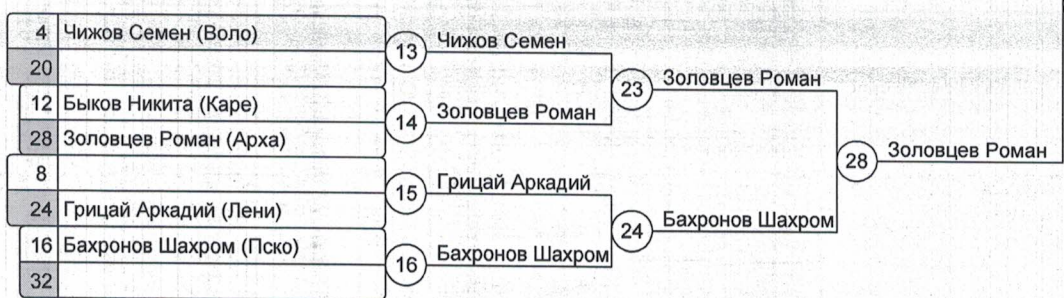 4 Чижов Семен (Воло)
20
12 Быков Никита (Каре)
28 Золовцев Роман (Арха)
8
24 Грицай Аркадий (Лени)
16 Бахронов Шахром (Пско)
32
13 Чижов Семен
14 Золовцев Роман
15 Грицай Аркадий
16 Бахронов Шахром
23 Золовцев Роман
24 Бахронов Шахром
28 Золовцев Роман